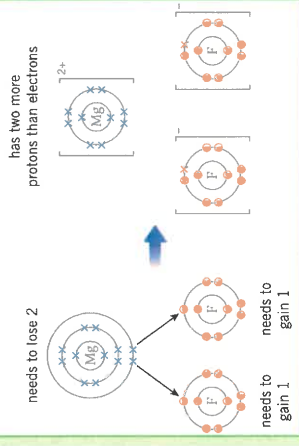 needs to lose 2
Mg
F
F
needs to
gain 1
needs to
gain 1
has two more
protons than electrons
2+
Mg
−
F
−
F